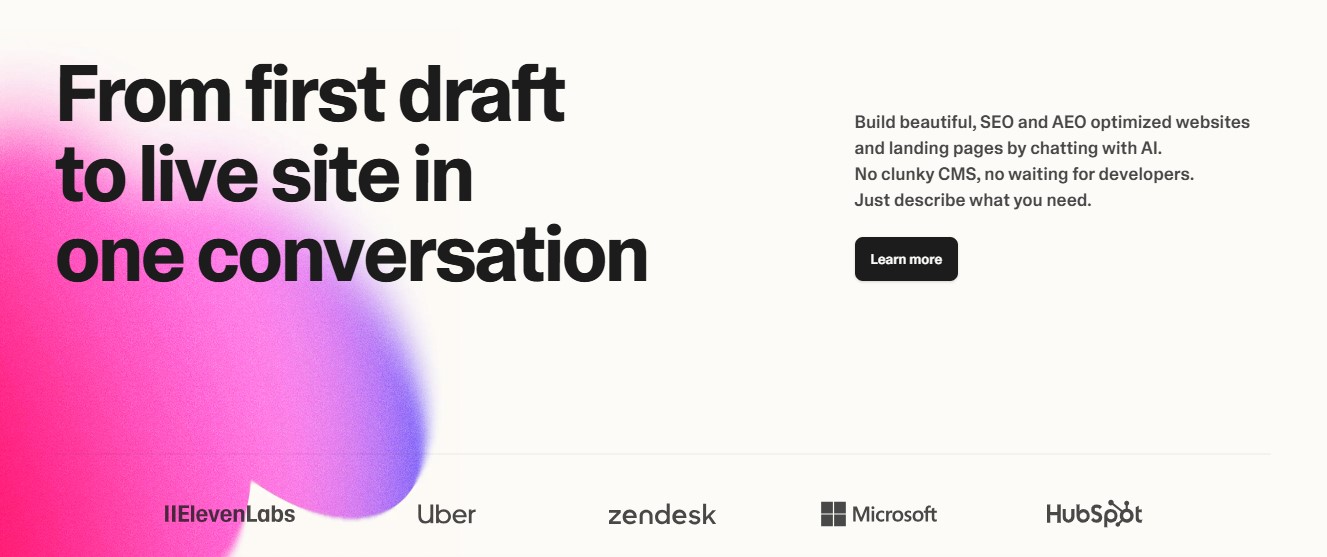 From first draft
to live site in
one conversation
Build beautiful, SEO and AEO optimized websites
and landing pages by chatting with AI.
No clunky CMS, no waiting for developers.
Just describe what you need.
Learn more
IIElevenLabs
Uber
zendesk
Microsoft
HubSpot